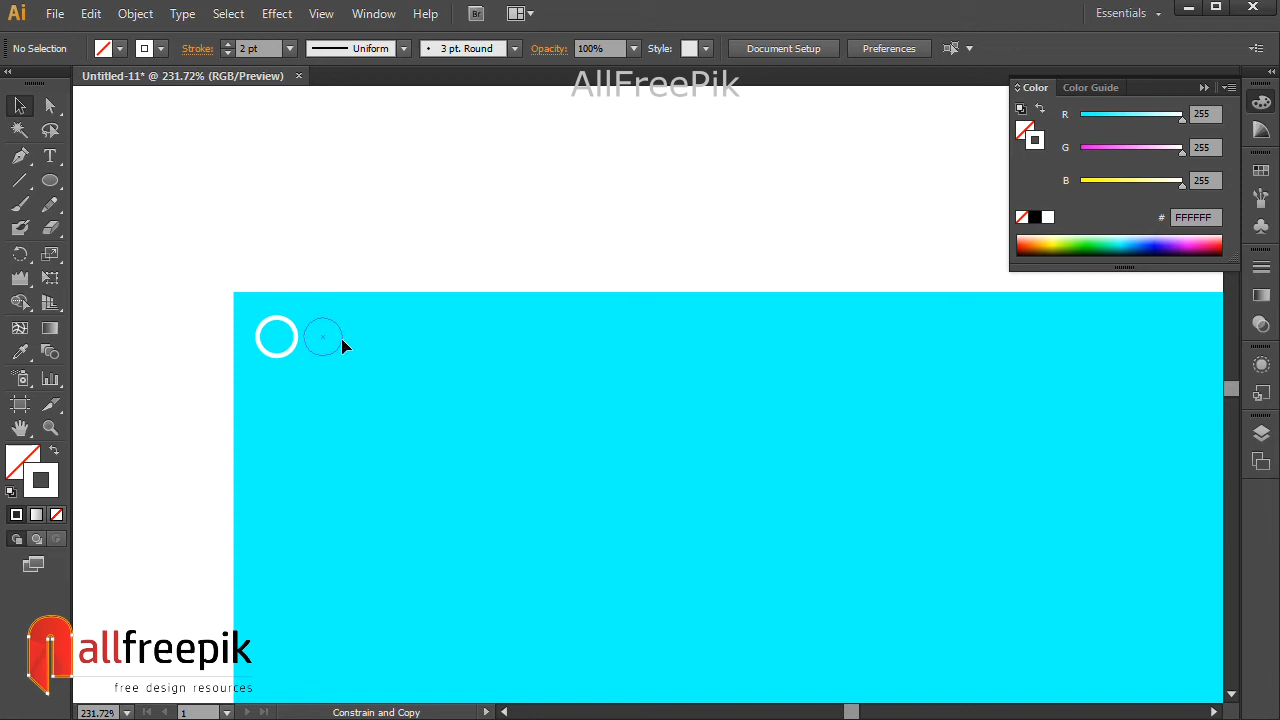 Ai File Edit Object Type Select Effect View Window Help Br Essentials
No Selection Stroke: 2 pt Uniform 3 pt. Round Opacity: 100% Style: Document Setup Preferences
Untitled-11* @ 231.72% (RGB/Preview)
AllFreePik
Color Color Guide
R 255
G 255
B 255
# FFFFFF
T
allfreepik
free design resources
231.72% 1 Constrain and Copy